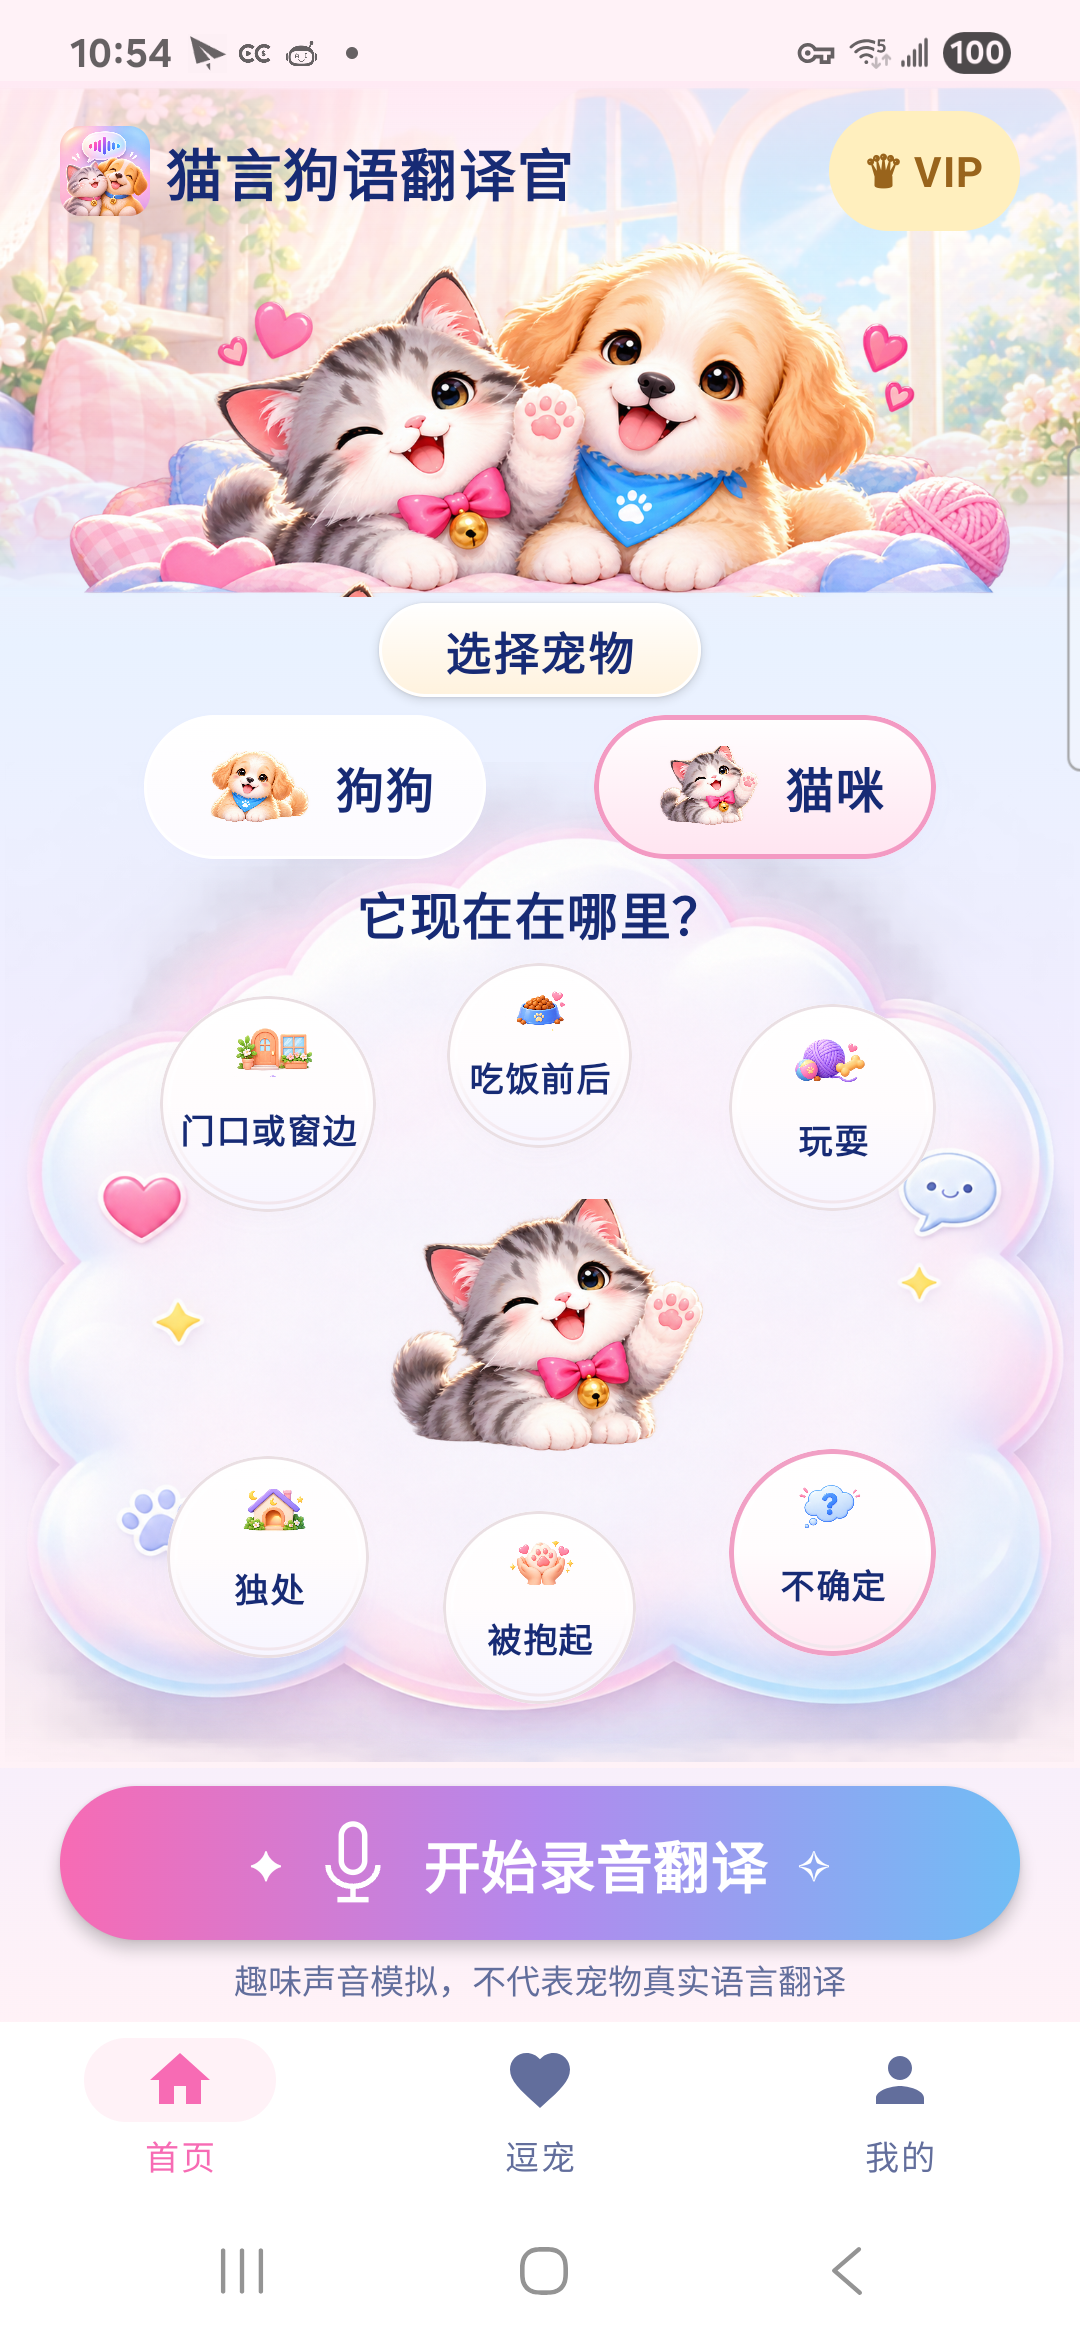 10:54
CC
5
100
猫言狗语翻译官
VIP
选择宠物
狗狗
猫咪
它现在在哪里?
门口或窗边
吃饭前后
玩耍
独处
被抱起
?
不确定
开始录音翻译
趣味声音模拟，不代表宠物真实语言翻译
首页
逗宠
我的